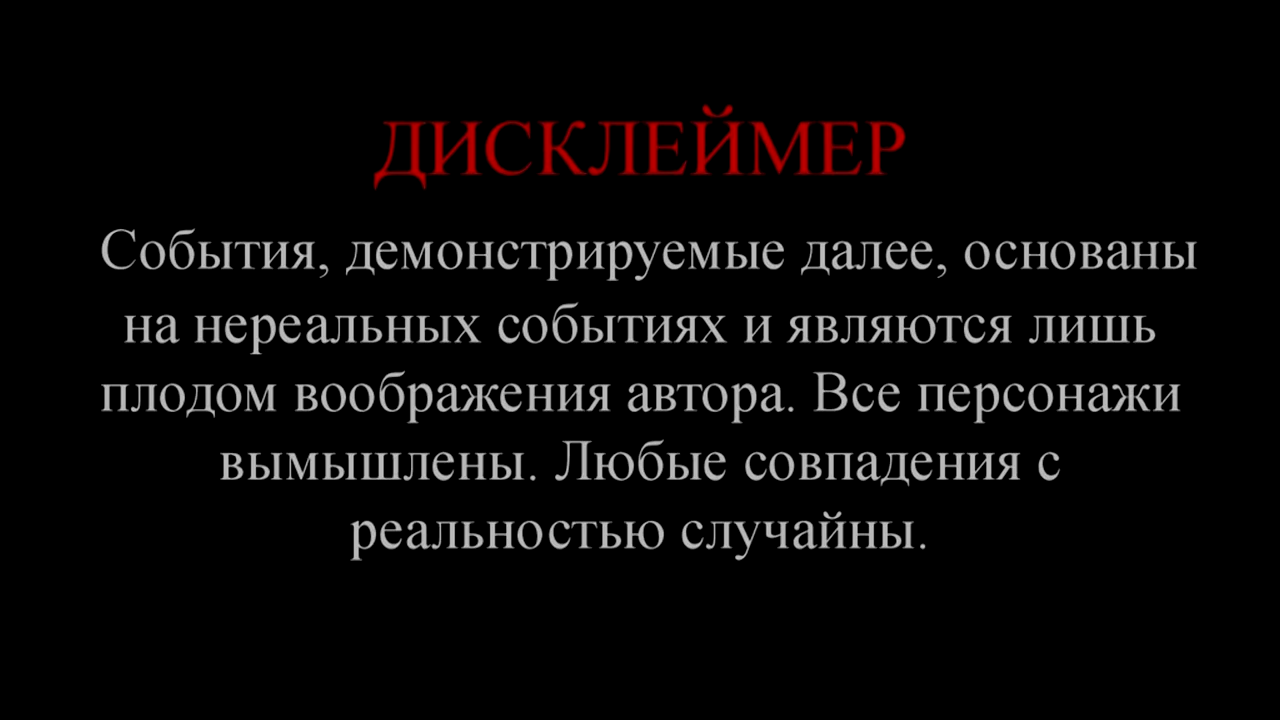 ДИСКЛЕЙМЕР
События, демонстрируемые далее, основаны
на нереальных событиях и являются лишь
плодом воображения автора. Все персонажи
вымышлены. Любые совпадения с
реальностью случайны.